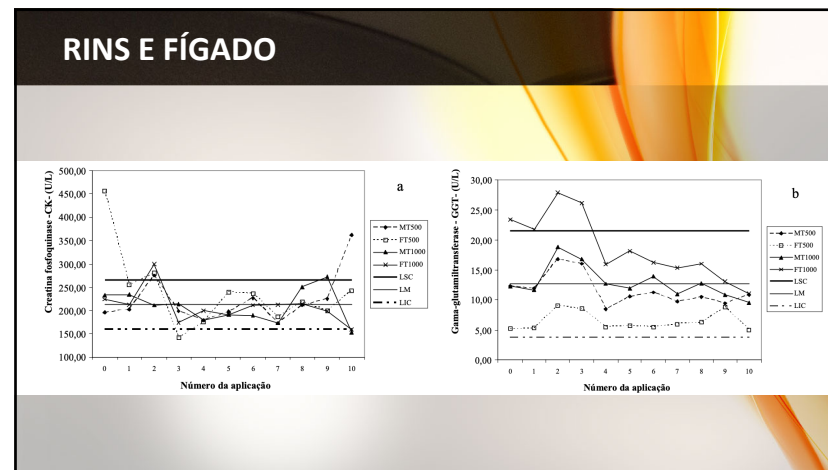 RINS E FÍGADO
a
Creatina fosfoquinase -CK- (U/L)
500,00
450,00
400,00
350,00
300,00
250,00
200,00
150,00
100,00
0 1 2 3 4 5 6 7 8 9 10
Número da aplicação
MT500
FT500
MT1000
FT1000
LSC
LM
LIC
b
Gama-glutamiltransferase - GGT- (U/L)
30,00
25,00
20,00
15,00
10,00
5,00
0,00
0 1 2 3 4 5 6 7 8 9 10
Número da aplicação
MT500
FT500
MT1000
FT1000
LSC
LM
LIC